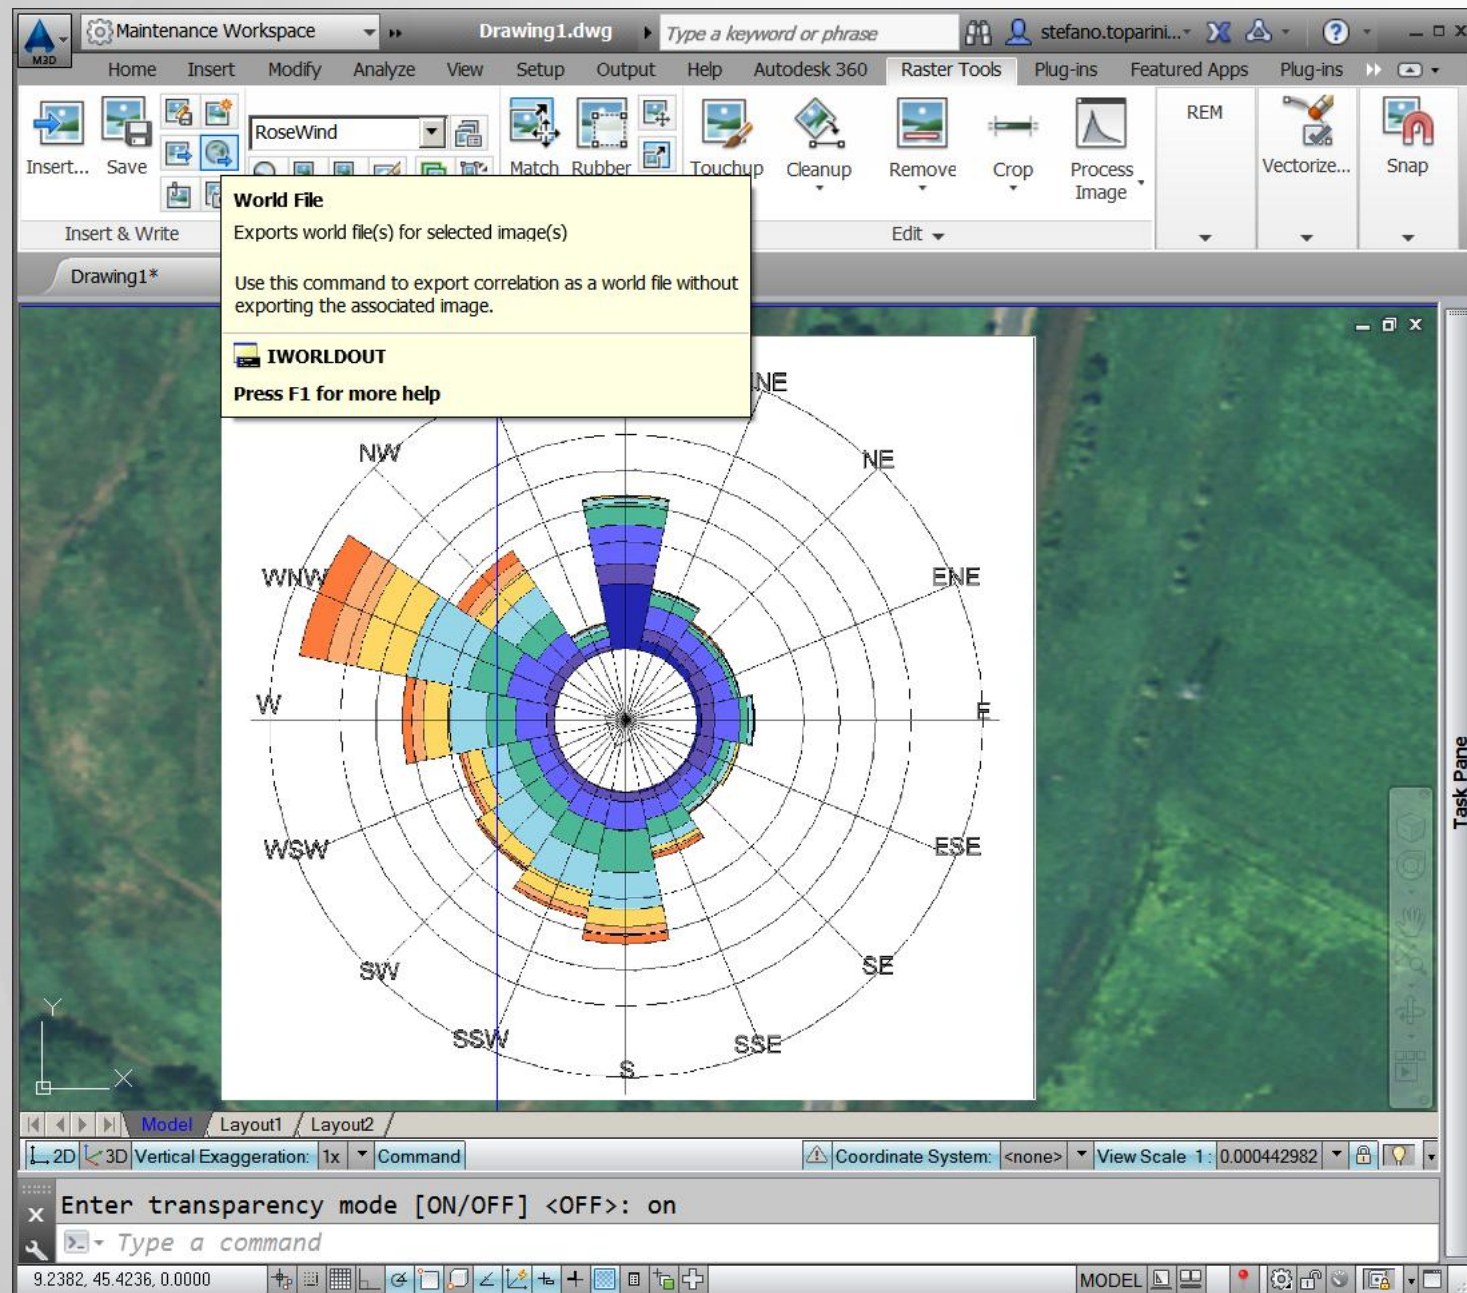 Maintenance Workspace
Drawing1.dwg
Type a keyword or phrase
stefano.toparini...
?
M3D
Home Insert Modify Analyze View Setup Output Help Autodesk 360 Raster Tools Plug-ins Featured Apps Plug-ins
Insert... Save
RoseWind
Match Rubber Touchup Cleanup Remove Crop Process Image
REM
Vectorize...
Snap
Insert & Write
Edit
World File
Exports world file(s) for selected image(s)
Use this command to export correlation as a world file without
exporting the associated image.
IWORLDOUT
Press F1 for more help
Drawing1*
NE
NW
NE
WNW
ENE
W
E
WSW
ESE
SW
SE
SSW
SSE
S
Y
X
Task Pane
Model Layout1 Layout2
2D 3D Vertical Exaggeration: 1x Command
Coordinate System: <none> View Scale 1: 0.000442982
Enter transparency mode [ON/OFF] <OFF>: on
Type a command
9.2382, 45.4236, 0.0000
MODEL